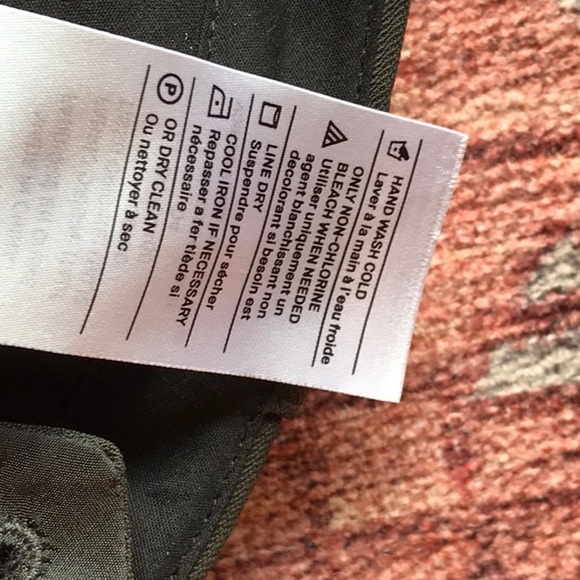 HAND WASH COLD
Laver à la main à l'eau froide
ONLY NON-CHLORINE
BLEACH WHEN NEEDED
Utiliser uniquement un
agent blanchissant non
decolorant si besoin est
LINE DRY
Suspendre pour sécher
COOL IRON IF NECESSARY
Repasser a fer tiède si
nécessaire
P
OR DRY CLEAN
Ou nettoyer à sec